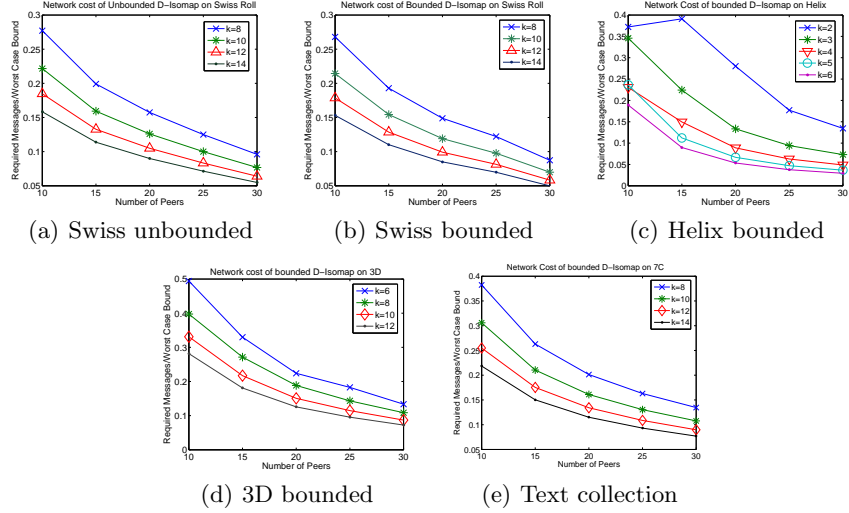 Network cost of Unbounded D-Isomap on Swiss Roll
0.3
0.25
0.2
0.15
0.1
0.05
10 15 20 25 30
Number of Peers
Required Messages/Worst Case Bound
k=8
k=10
k=12
k=14
(a) Swiss unbounded
Network cost of Bounded D-Isomap on Swiss Roll
0.3
0.25
0.2
0.15
0.1
0.05
10 15 20 25 30
Number of Peers
Required Messages/Worst Case Bound
k=8
k=10
k=12
k=14
(b) Swiss bounded
Network Cost of bounded D-Isomap on Helix
0.4
0.35
0.3
0.25
0.2
0.15
0.1
0.05
0
10 15 20 25 30
Number of Peers
Required Messages/Worst Case Bound
k=2
k=3
k=4
k=5
k=6
(c) Helix bounded
Network cost of bounded D-Isomap on 3D
0.5
0.4
0.3
0.2
0.1
0
10 15 20 25 30
Number of Peers
Required Messages/Worst Case Bound
k=6
k=8
k=10
k=12
(d) 3D bounded
Network Cost of bounded D-Isomap on 7C
0.4
0.35
0.3
0.25
0.2
0.15
0.1
0.05
0
10 15 20 25 30
Number of Peers
Required Messages/Worst Case Bound
k=8
k=10
k=12
k=14
(e) Text collection